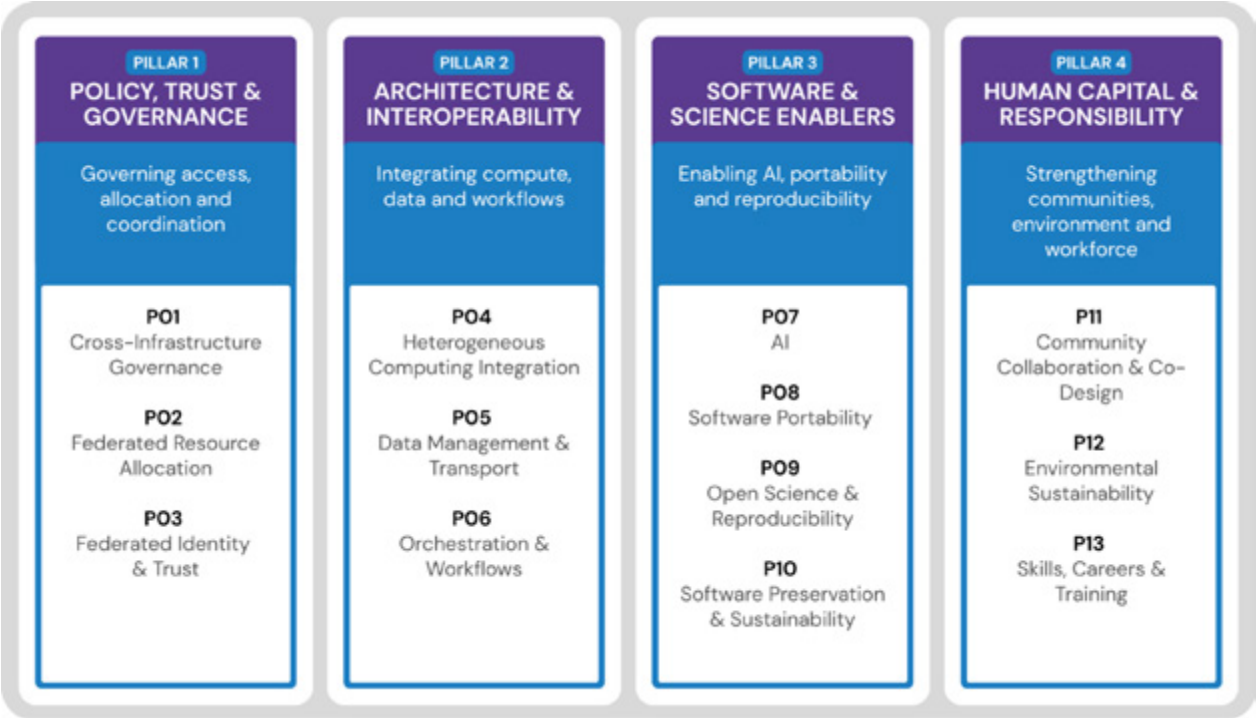 PILLAR 1
POLICY, TRUST &
GOVERNANCE
Governing access,
allocation and
coordination
P01
Cross-Infrastructure
Governance
P02
Federated Resource
Allocation
P03
Federated Identity
& Trust
PILLAR 2
ARCHITECTURE &
INTEROPERABILITY
Integrating compute,
data and workflows
P04
Heterogeneous
Computing Integration
P05
Data Management &
Transport
P06
Orchestration &
Workflows
PILLAR 3
SOFTWARE &
SCIENCE ENABLERS
Enabling AI, portability
and reproducibility
P07
AI
P08
Software Portability
P09
Open Science &
Reproducibility
P10
Software Preservation
& Sustainability
PILLAR 4
HUMAN CAPITAL &
RESPONSIBILITY
Strengthening
communities,
environment and
workforce
P11
Community
Collaboration & Co-
Design
P12
Environmental
Sustainability
P13
Skills, Careers &
Training